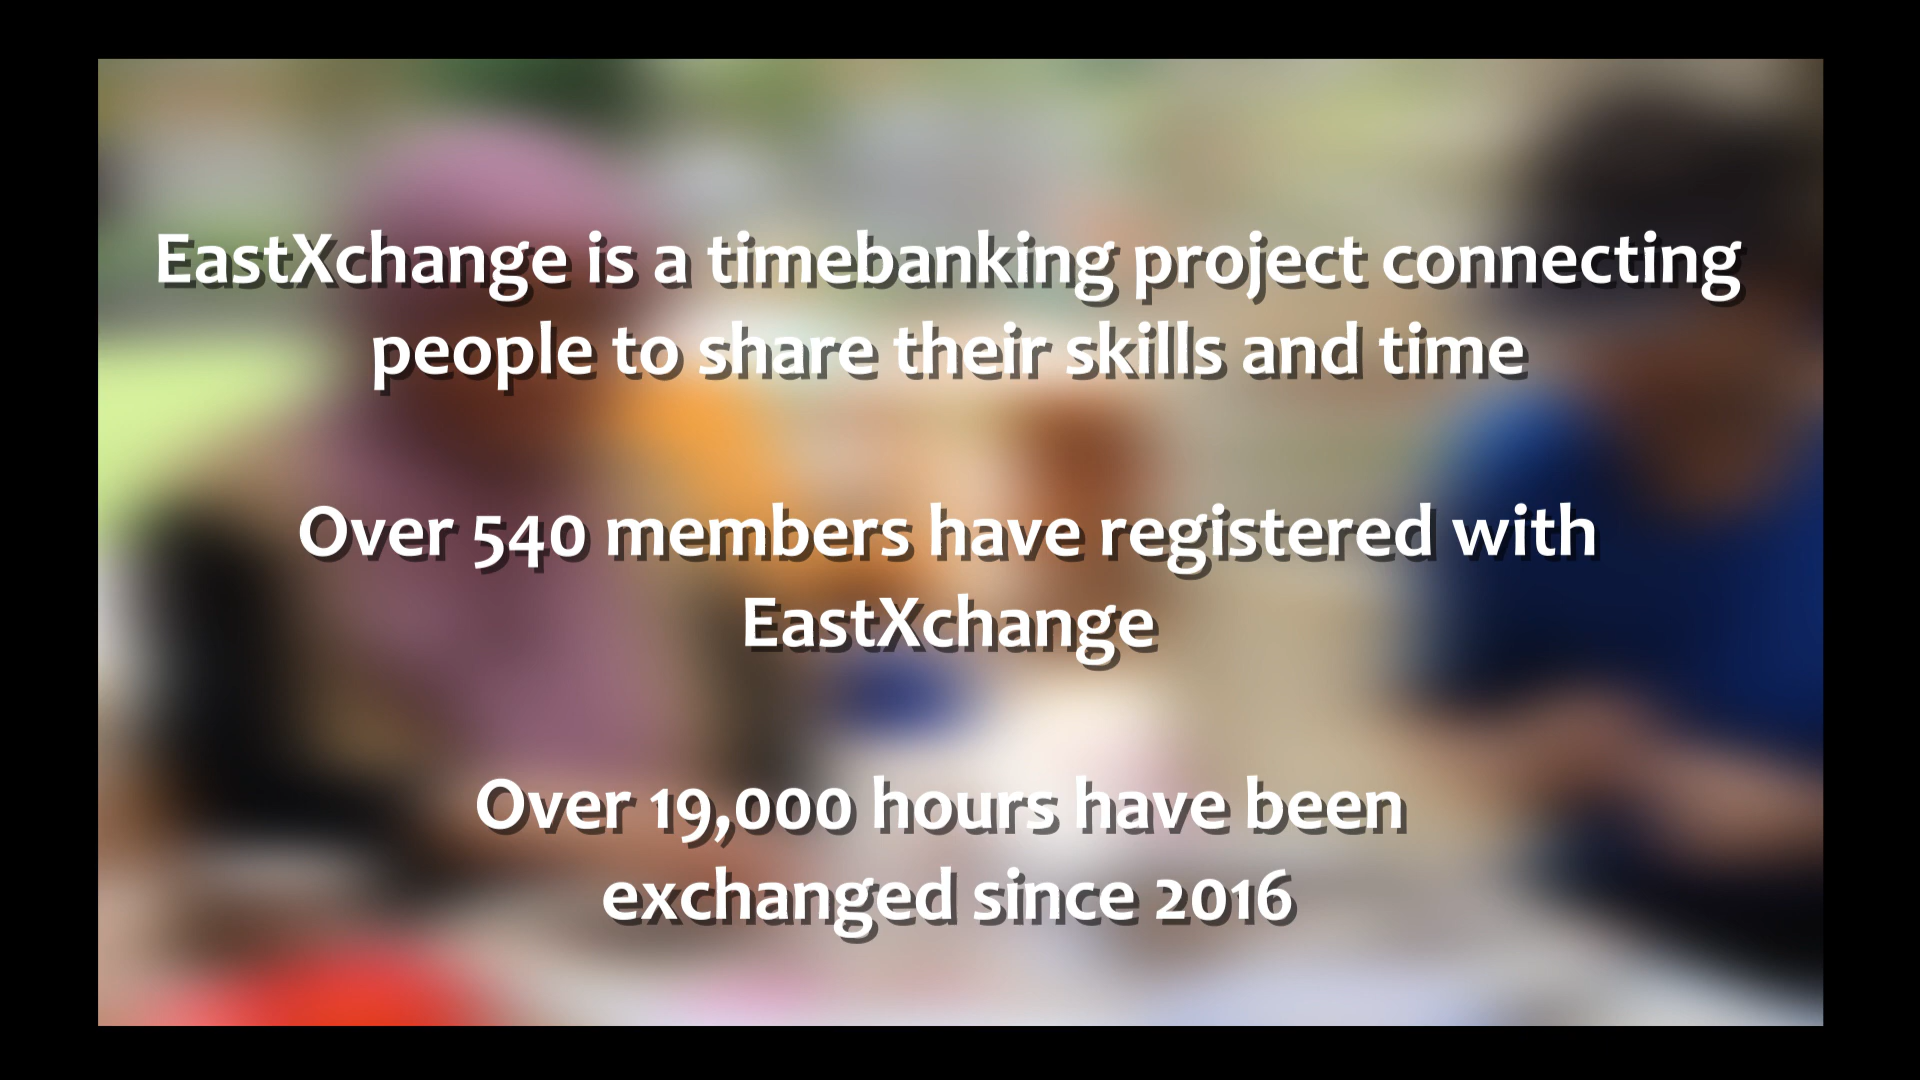 EastXchange is a timebanking project connecting
people to share their skills and time
Over 540 members have registered with
EastXchange
Over 19,000 hours have been
exchanged since 2016